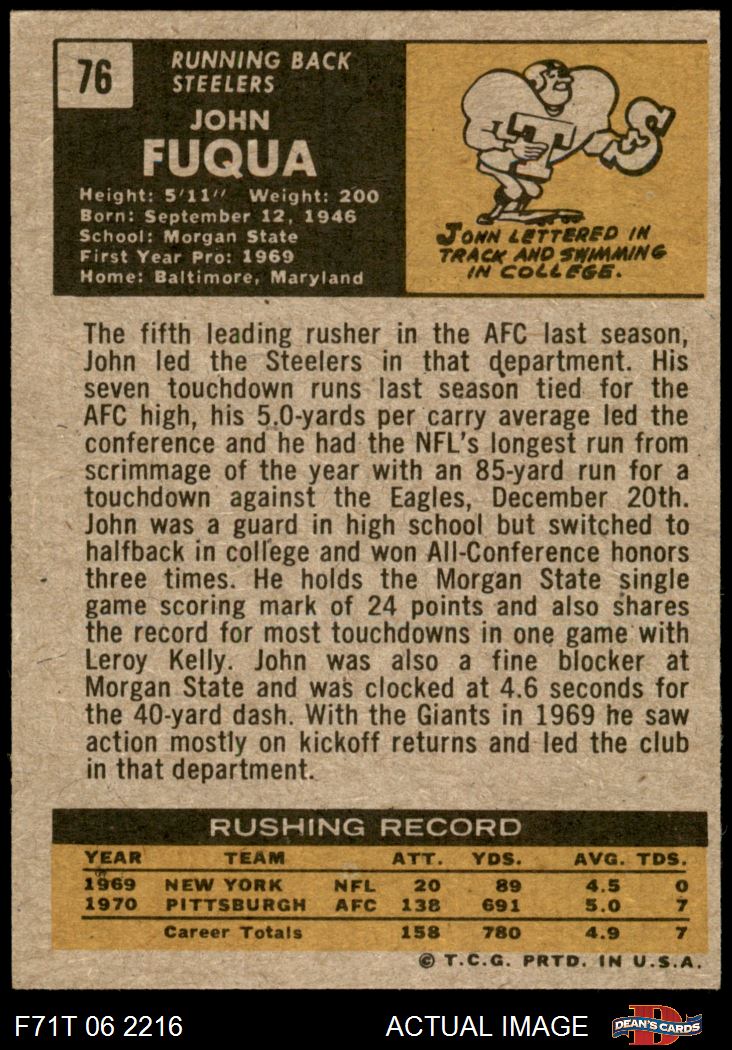 76
RUNNING BACK
STEELERS
JOHN
FUQUA
Height: 5'11" Weight: 200
Born: September 12, 1946
School: Morgan State
First Year Pro: 1969
Home: Baltimore, Maryland
T
S
JOHN LETTERED IN
TRACK AND SWIMMING
IN COLLEGE.
The fifth leading rusher in the AFC last season,
John led the Steelers in that department. His
seven touchdown runs last season tied for the
AFC high, his 5.0-yards per carry average led the
conference and he had the NFL's longest run from
scrimmage of the year with an 85-yard run for a
touchdown against the Eagles, December 20th.
John was a guard in high school but switched to
halfback in college and won All-Conference honors
three times. He holds the Morgan State single
game scoring mark of 24 points and also shares
the record for most touchdowns in one game with
Leroy Kelly. John was also a fine blocker at
Morgan State and was clocked at 4.6 seconds for
the 40-yard dash. With the Giants in 1969 he saw
action mostly on kickoff returns and led the club
in that department.
RUSHING RECORD
YEAR TEAM ATT. YDS. AVG. TDS.
1969 NEW YORK NFL 20 89 4.5 0
1970 PITTSBURGH AFC 138 691 5.0 7
Career Totals 158 780 4.9 7
© T.C.G. PRTD. IN U.S.A.
F71T 06 2216 ACTUAL IMAGE
D
DEAN'S CARDS